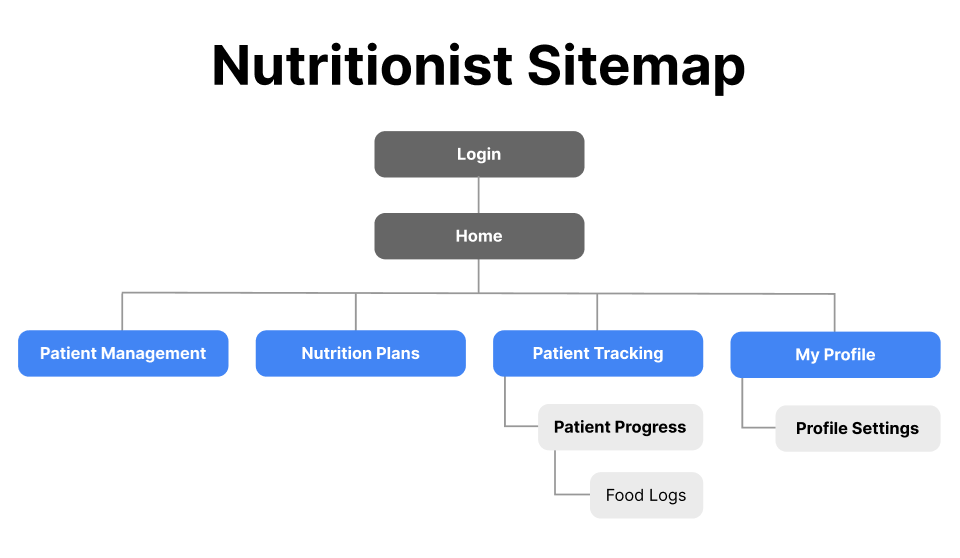 Nutritionist Sitemap
Login
Home
Patient Management
Nutrition Plans
Patient Tracking
My Profile
Patient Progress
Profile Settings
Food Logs